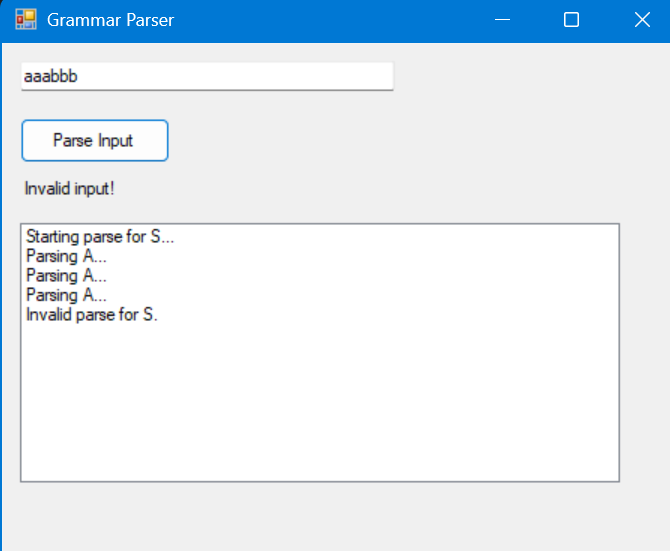 Grammar Parser
aaabbb
Parse Input
Invalid input!
Starting parse for S...
Parsing A...
Parsing A...
Parsing A...
Invalid parse for S.